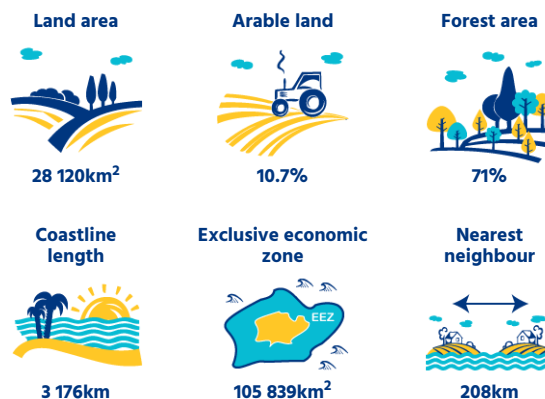 Land area
Arable land
Forest area
28 120km²
10.7%
71%
Coastline
length
Exclusive economic
zone
Nearest
neighbour
EEZ
3 176km
105 839km²
208km